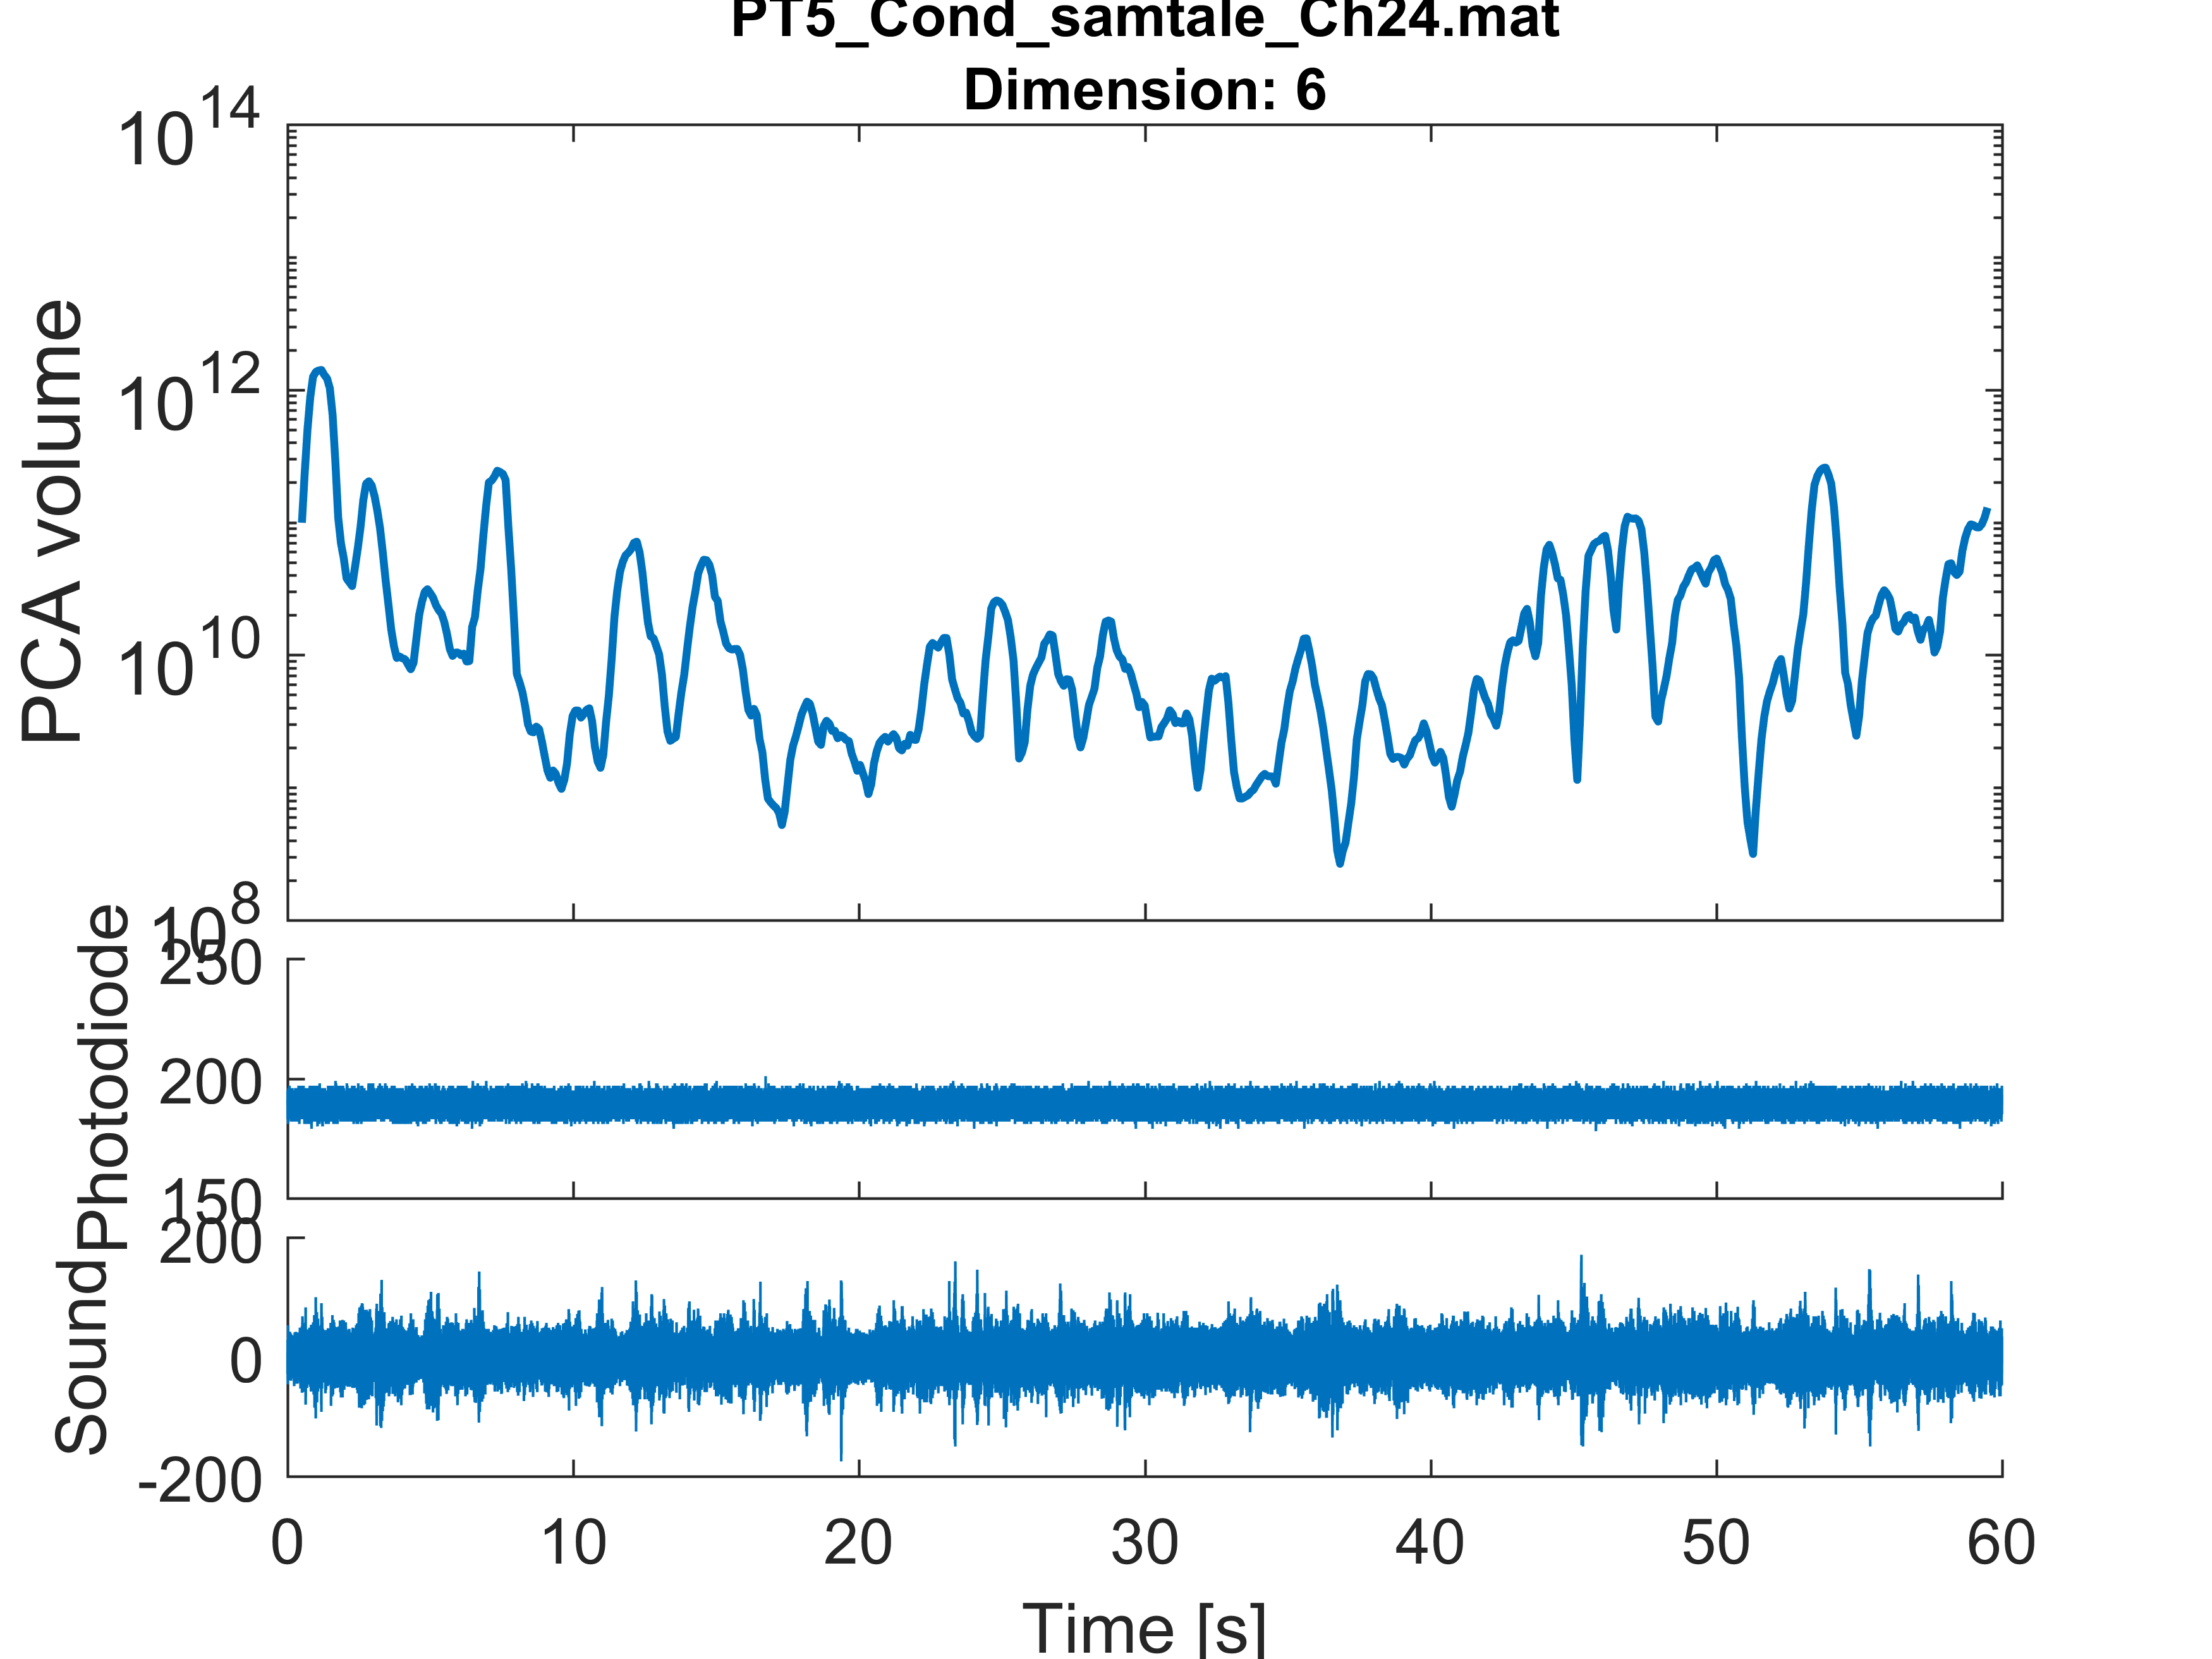 PT5_Cond_samtale_Ch24.mat
Dimension: 6
PCA volume
10^14
10^12
10^10
10^8
Photodiode
250
200
150
Sound
200
0
-200
0 10 20 30 40 50 60
Time [s]